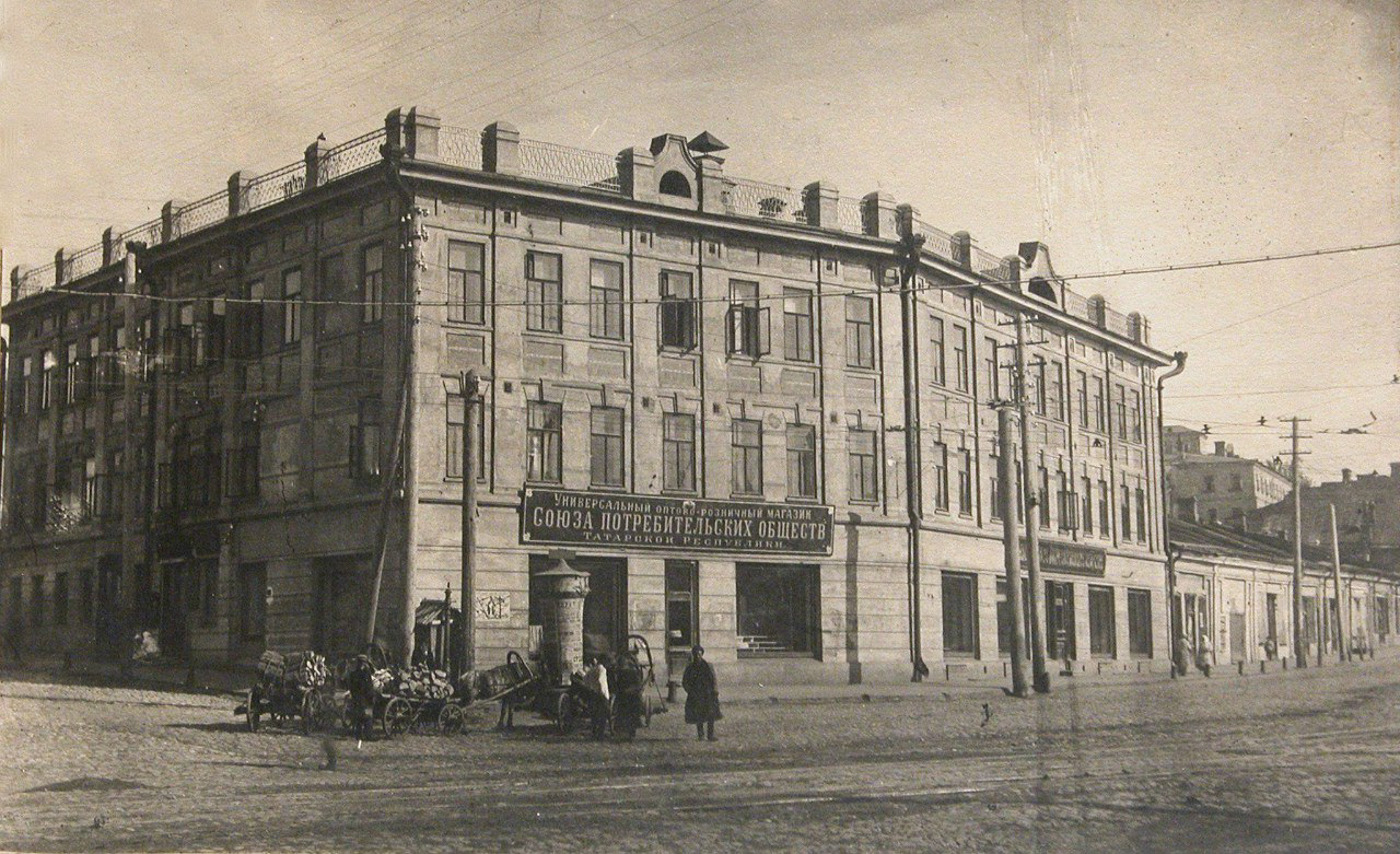 Универсальный оптово-розничный магазин
Союза потребительских обществ
Татарской Республики.